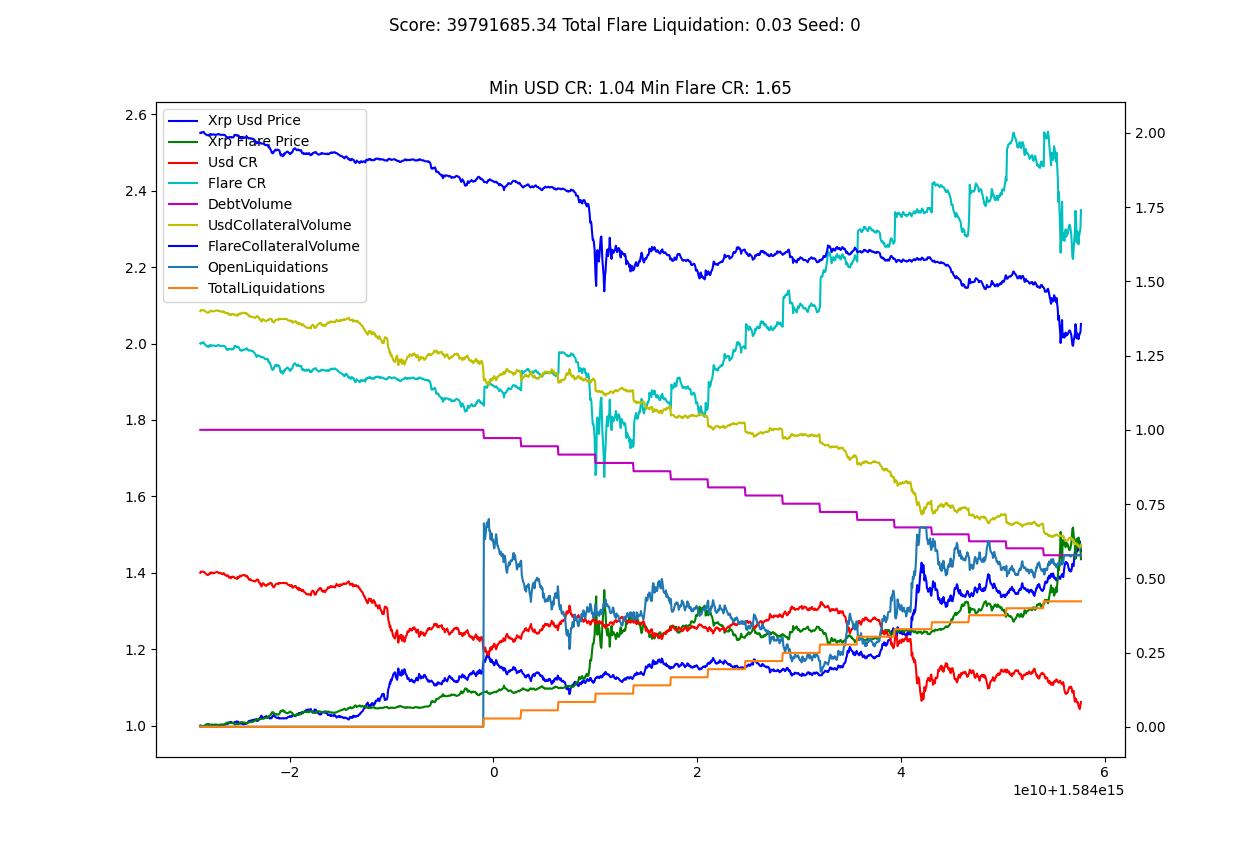 Score: 39791685.34 Total Flare Liquidation: 0.03 Seed: 0
Min USD CR: 1.04 Min Flare CR: 1.65
Xrp Usd Price
Xrp Flare Price
Usd CR
Flare CR
DebtVolume
UsdCollateralVolume
FlareCollateralVolume
OpenLiquidations
TotalLiquidations
2.6
2.4
2.2
2.0
1.8
1.6
1.4
1.2
1.0
2.00
1.75
1.50
1.25
1.00
0.75
0.50
0.25
0.00
−2 0 2 4 6
1e10+1.584e15